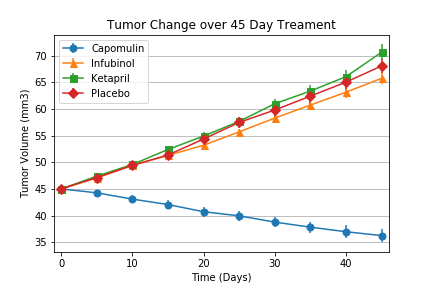 Tumor Change over 45 Day Treament
Capomulin
Infubinol
Ketapril
Placebo
Tumor Volume (mm3)
70
65
60
55
50
45
40
35
0 10 20 30 40
Time (Days)